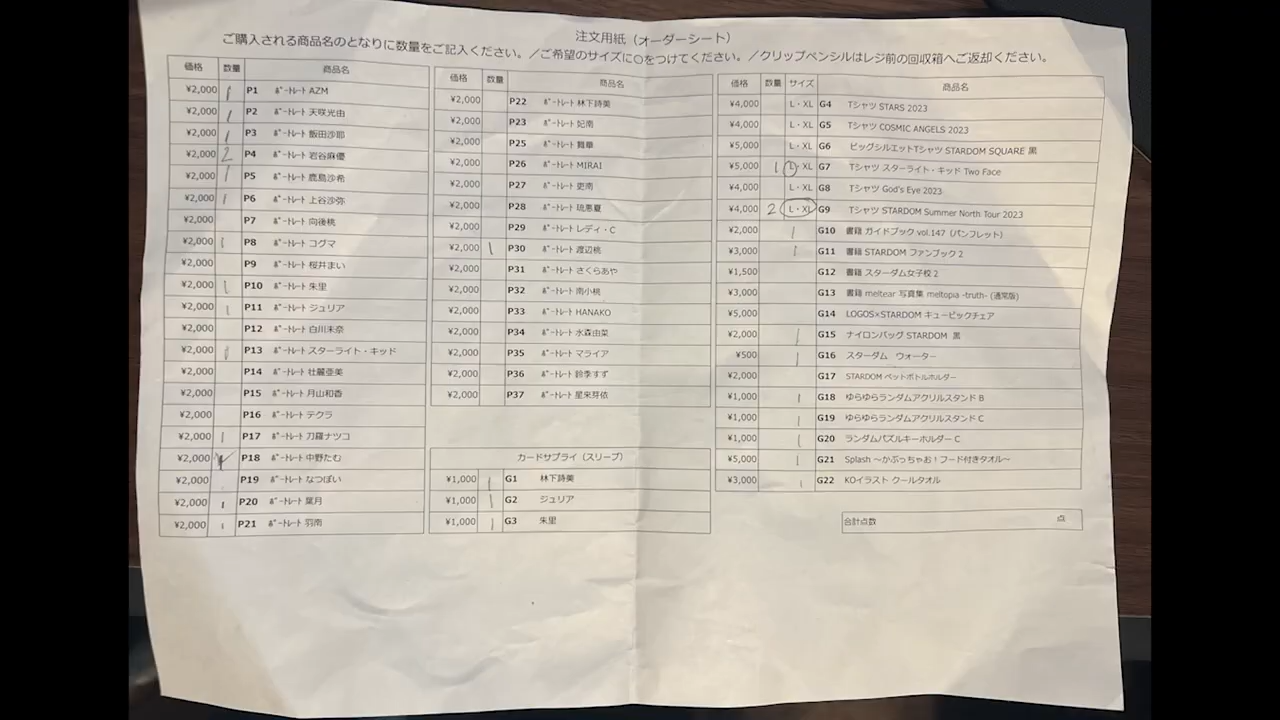 注文用紙(オーダーシート)
ご購入される商品名のとなりに数量をご記入ください。/ご希望のサイズに○をつけてください。/クリップペンシルはレジ前の回収箱へご返却ください。
価格 数量 商品名
¥2,000 1 P1 ポートレート AZM
¥2,000 1 P2 ポートレート 天咲光由
¥2,000 1 P3 ポートレート 飯田沙耶
¥2,000 2 P4 ポートレート 岩谷麻優
¥2,000 1 P5 ポートレート 鹿島沙希
¥2,000 1 P6 ポートレート 上谷沙弥
¥2,000 P7 ポートレート 向後桃
¥2,000 1 P8 ポートレート コグマ
¥2,000 P9 ポートレート 桜井まい
¥2,000 1 P10 ポートレート 朱里
¥2,000 1 P11 ポートレート ジュリア
¥2,000 P12 ポートレート 白川未奈
¥2,000 1 P13 ポートレート スターライト・キッド
¥2,000 P14 ポートレート 壮麗亜美
¥2,000 P15 ポートレート 月山和香
¥2,000 P16 ポートレート テクラ
¥2,000 1 P17 ポートレート 刀羅ナツコ
¥2,000 P18 ポートレート 中野たむ
¥2,000 P19 ポートレート なつぽい
¥2,000 1 P20 ポートレート 葉月
¥2,000 1 P21 ポートレート 羽南
価格 数量 商品名
¥2,000 P22 ポートレート 林下詩美
¥2,000 P23 ポートレート 妃南
¥2,000 P25 ポートレート 舞華
¥2,000 P26 ポートレート MIRAI
¥2,000 P27 ポートレート 吏南
¥2,000 P28 ポートレート 琉悪夏
¥2,000 P29 ポートレート レディ・C
¥2,000 1 P30 ポートレート 渡辺桃
¥2,000 P31 ポートレート さくらあや
¥2,000 P32 ポートレート 南小桃
¥2,000 P33 ポートレート HANAKO
¥2,000 P34 ポートレート 水森由菜
¥2,000 P35 ポートレート マライア
¥2,000 P36 ポートレート 鈴季すず
¥2,000 P37 ポートレート 星来芽依
カードサプライ(スリーブ)
¥1,000 1 G1 林下詩美
¥1,000 1 G2 ジュリア
¥1,000 1 G3 朱里
価格 数量 サイズ 商品名
¥4,000 L・XL G4 Tシャツ STARS 2023
¥4,000 L・XL G5 Tシャツ COSMIC ANGELS 2023
¥5,000 L・XL G6 ビッグシルエットTシャツ STARDOM SQUARE 黒
¥5,000 1 L・XL G7 Tシャツ スターライト・キッド Two Face
¥4,000 L・XL G8 Tシャツ God's Eye 2023
¥4,000 2 L・XL G9 Tシャツ STARDOM Summer North Tour 2023
¥2,000 1 G10 書籍 ガイドブック vol.147 (パンフレット)
¥3,000 1 G11 書籍 STARDOM ファンブック 2
¥1,500 G12 書籍 スターダム女子校 2
¥3,000 G13 書籍 meltear 写真集 meltopia -truth- (通常版)
¥5,000 G14 LOGOS×STARDOM キュービックチェア
¥2,000 1 G15 ナイロンバッグ STARDOM 黒
¥500 1 G16 スターダム ウォーター
¥2,000 G17 STARDOM ペットボトルホルダー
¥1,000 1 G18 ゆらゆらランダムアクリルスタンド B
¥1,000 1 G19 ゆらゆらランダムアクリルスタンド C
¥1,000 1 G20 ランダムパズルキーホルダー C
¥5,000 1 G21 Splash 〜かぶっちゃお!フード付きタオル〜
¥3,000 1 G22 KOイラスト クールタオル
合計点数 点